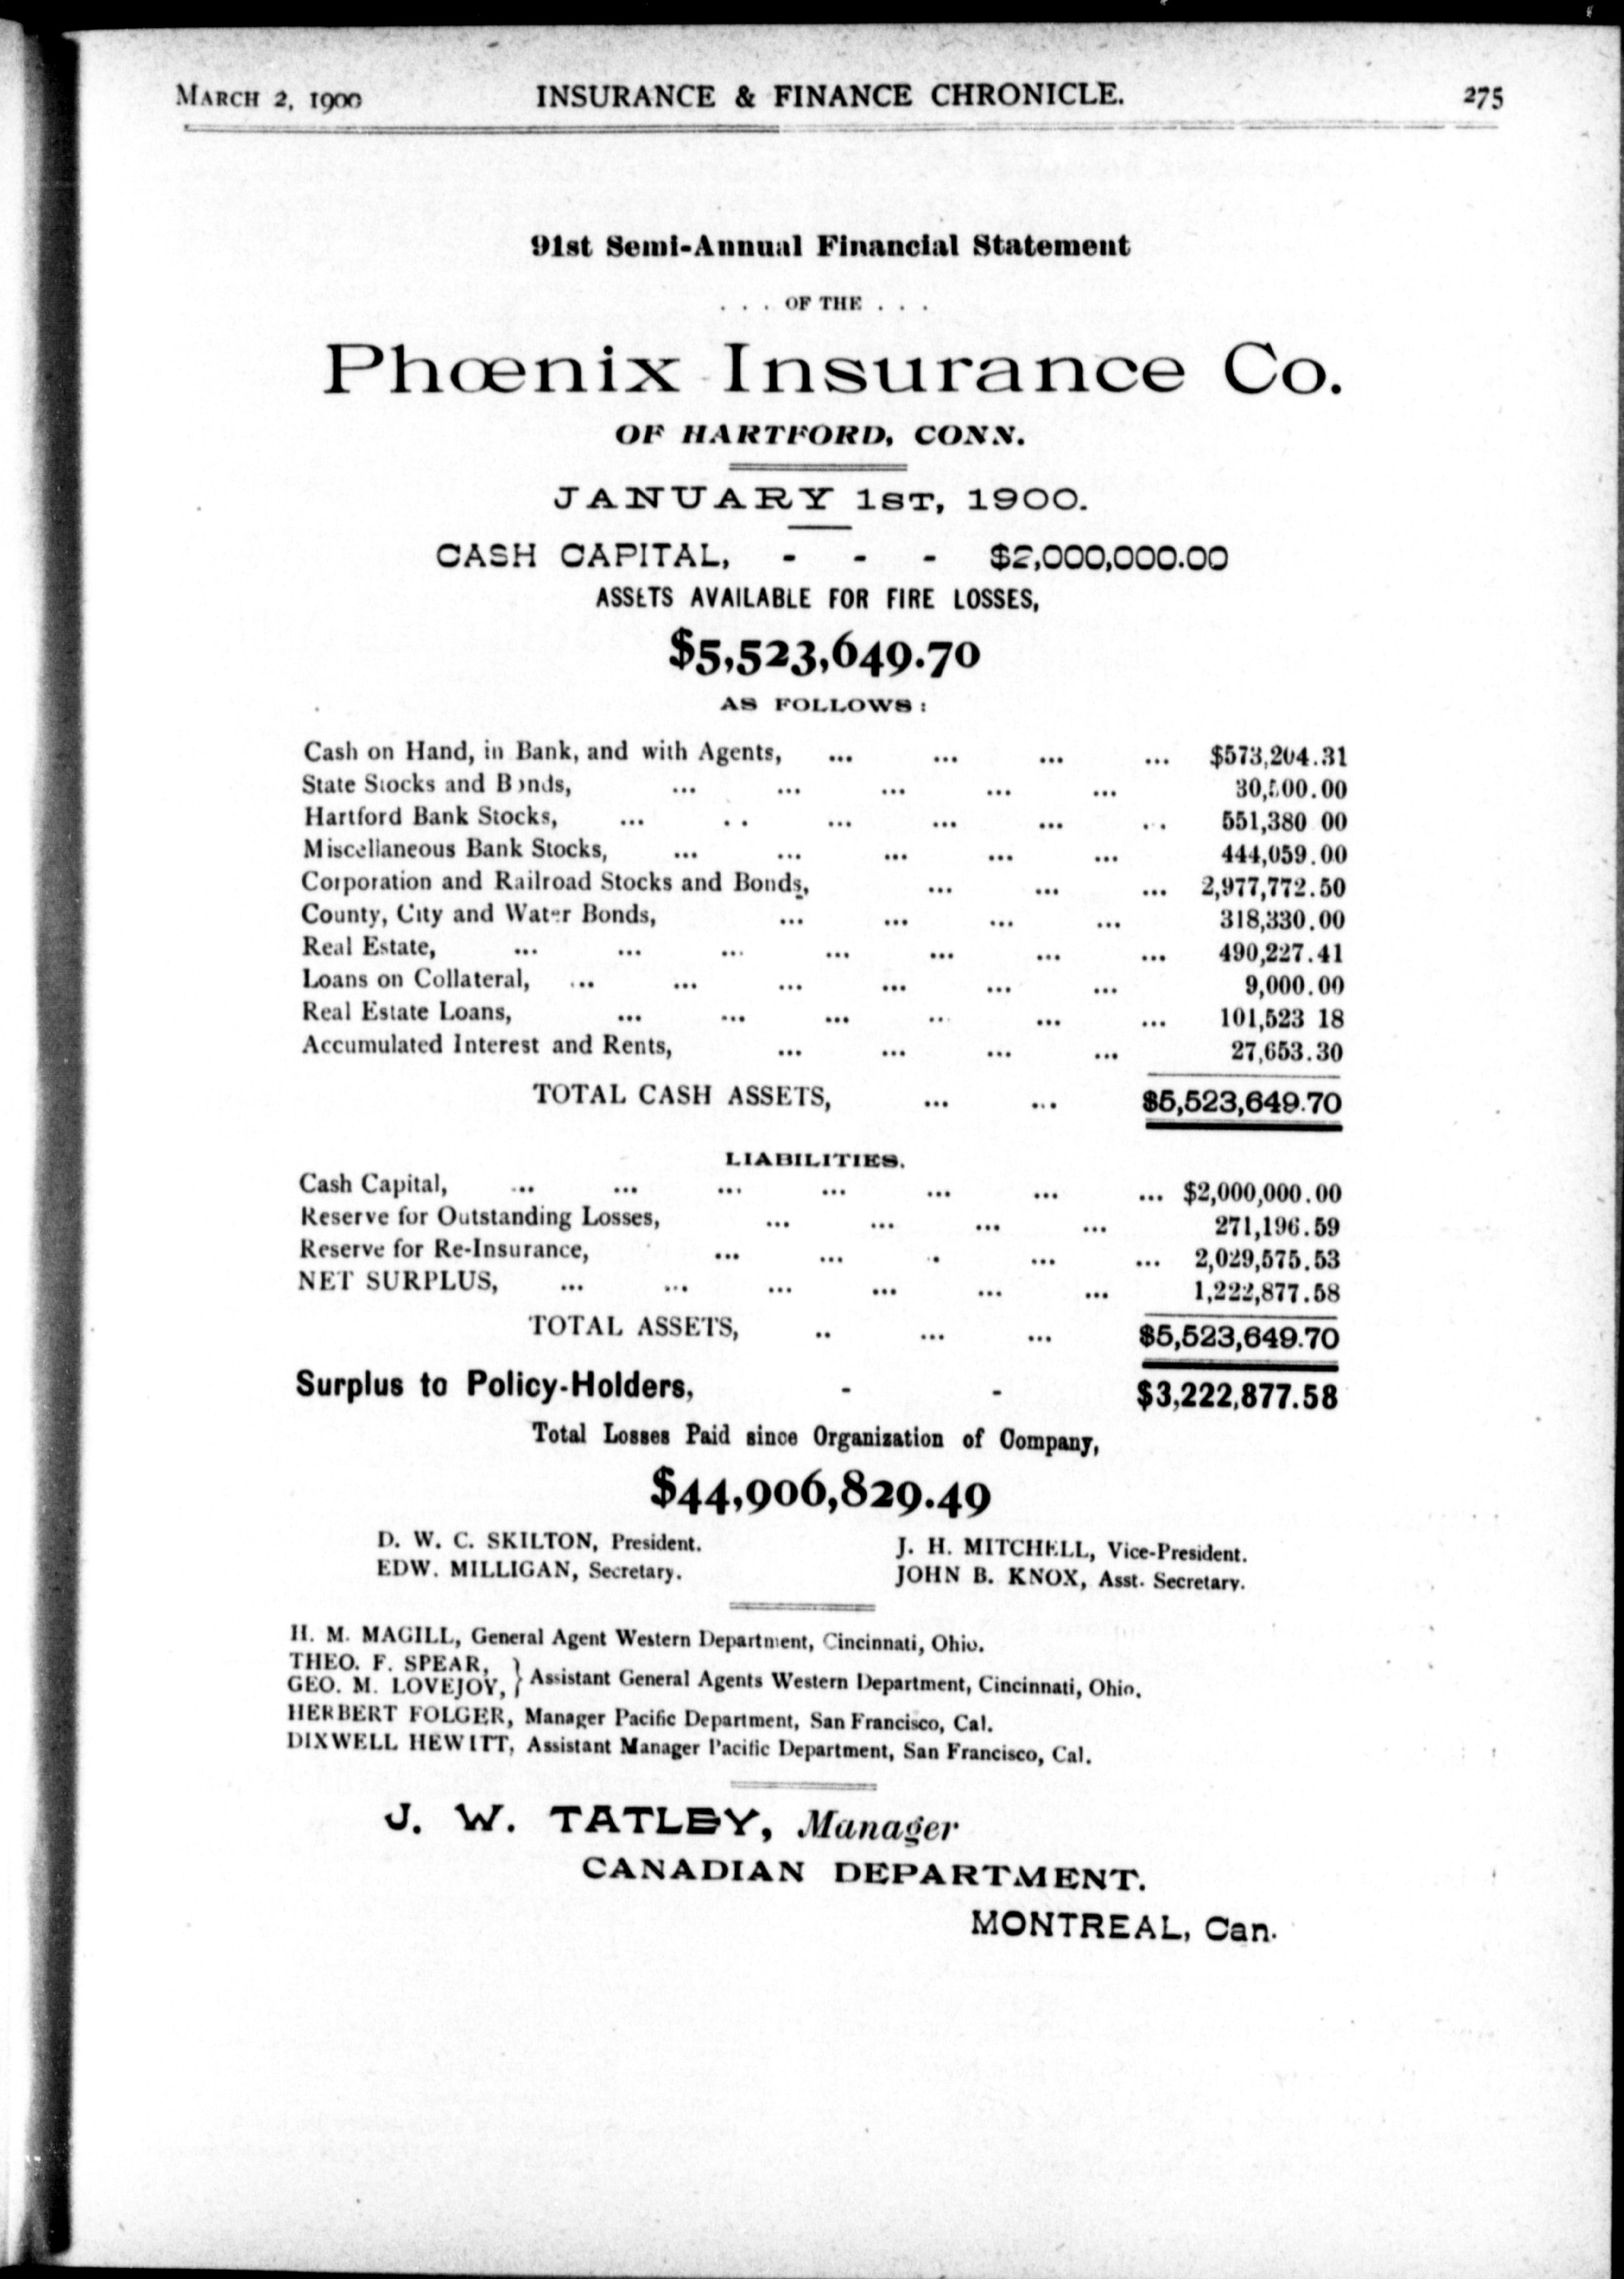 MARCH 2, 1900 INSURANCE & FINANCE CHRONICLE. 275
91st Semi-Annual Financial Statement
. . . OF THE . . .
Phœnix Insurance Co.
OF HARTFORD, CONN.
JANUARY 1ST, 1900.
CASH CAPITAL, - - - $2,000,000.00
ASSETS AVAILABLE FOR FIRE LOSSES,
$5,523,649.70
AS FOLLOWS:
Cash on Hand, in Bank, and with Agents, ... ... ... ... $573,204.31
State Stocks and Bonds, ... ... ... ... ... 30,500.00
Hartford Bank Stocks, ... .. ... ... ... .. 551,380 00
Miscellaneous Bank Stocks, ... ... ... ... ... 444,059.00
Corporation and Railroad Stocks and Bonds, ... ... ... 2,977,772.50
County, City and Water Bonds, ... ... ... ... 318,330.00
Real Estate, ... ... ... ... ... ... ... 490,227.41
Loans on Collateral, ... ... ... ... ... ... 9,000.00
Real Estate Loans, ... ... ... ... ... ... 101,523 18
Accumulated Interest and Rents, ... ... ... ... 27,653.30
TOTAL CASH ASSETS, ... ... $5,523,649.70
LIABILITIES.
Cash Capital, ... ... ... ... ... ... ... $2,000,000.00
Reserve for Outstanding Losses, ... ... ... ... 271,196.59
Reserve for Re-Insurance, ... ... . ... ... 2,029,575.53
NET SURPLUS, ... ... ... ... ... ... 1,222,877.58
TOTAL ASSETS, .. ... ... $5,523,649.70
Surplus to Policy-Holders, - - $3,222,877.58
Total Losses Paid since Organization of Company,
$44,906,829.49
D. W. C. SKILTON, President. J. H. MITCHELL, Vice-President.
EDW. MILLIGAN, Secretary. JOHN B. KNOX, Asst. Secretary.
H. M. MAGILL, General Agent Western Department, Cincinnati, Ohio.
THEO. F. SPEAR,
GEO. M. LOVEJOY, } Assistant General Agents Western Department, Cincinnati, Ohio.
HERBERT FOLGER, Manager Pacific Department, San Francisco, Cal.
DIXWELL HEWITT, Assistant Manager Pacific Department, San Francisco, Cal.
J. W. TATLEY, Manager
CANADIAN DEPARTMENT.
MONTREAL, Can.